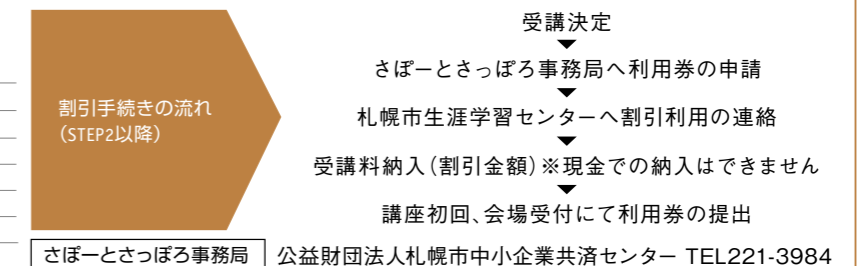 割引手続きの流れ
(STEP2以降)
受講決定
さぽーとさっぽろ事務局へ利用券の申請
札幌市生涯学習センターへ割引利用の連絡
受講料納入(割引金額)※現金での納入はできません
講座初回、会場受付にて利用券の提出
さぽーとさっぽろ事務局 公益財団法人札幌市中小企業共済センター TEL221-3984